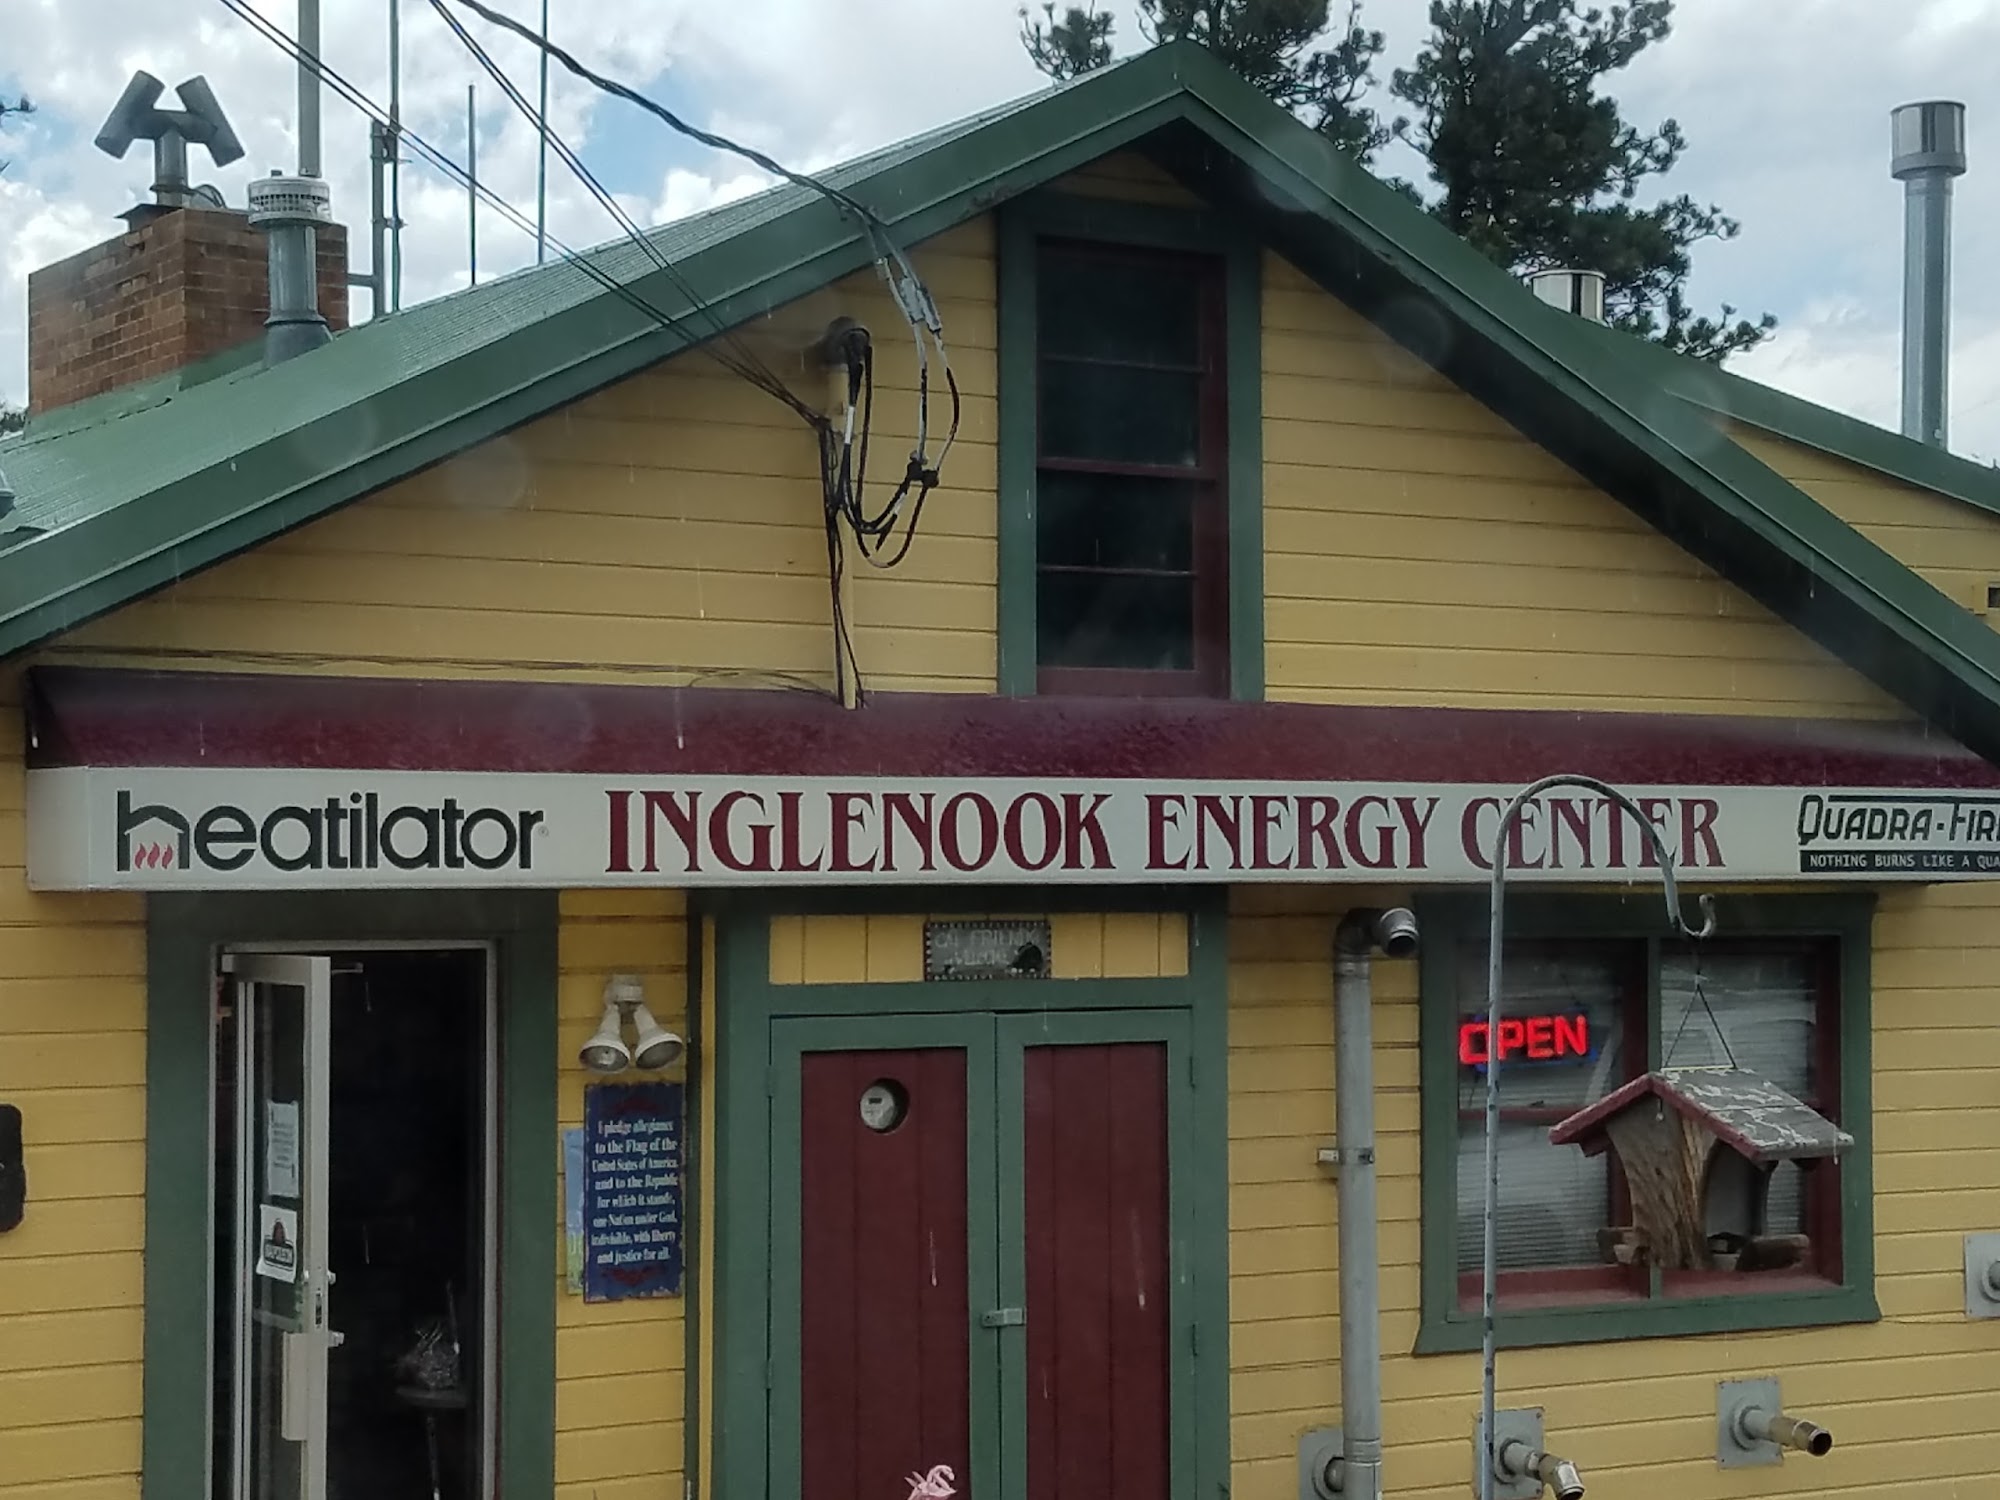 heatilator
INGLENOOK ENERGY CENTER
QUADRA-FIR
NOTHING BURNS LIKE A QUA
OPEN
I pledge allegiance
to the Flag of the
United States of America,
and to the Republic
for which it stands,
one Nation under God,
indivisible, with liberty
and justice for all.